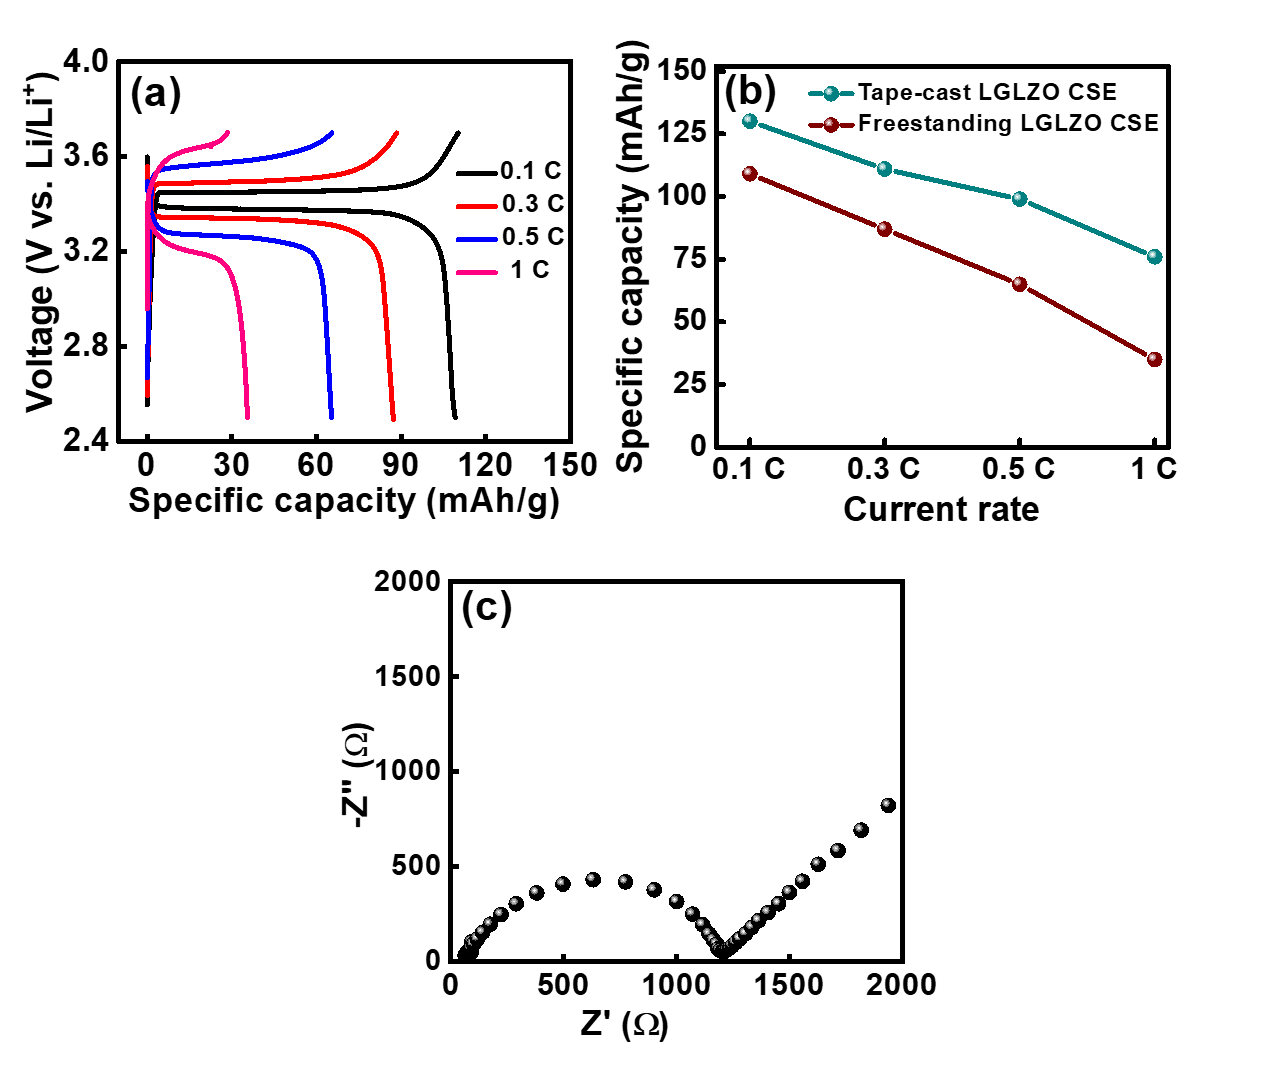 (a)
4.0
3.6
3.2
2.8
2.4
Voltage (V vs. Li/Li⁺)
0.1 C
0.3 C
0.5 C
1 C
0 30 60 90 120 150
Specific capacity (mAh/g)
(b)
150
125
100
75
50
25
0
Specific capacity (mAh/g)
Tape-cast LGLZO CSE
Freestanding LGLZO CSE
0.1 C 0.3 C 0.5 C 1 C
Current rate
(c)
2000
1500
1000
500
0
-Z" (Ω)
0 500 1000 1500 2000
Z' (Ω)